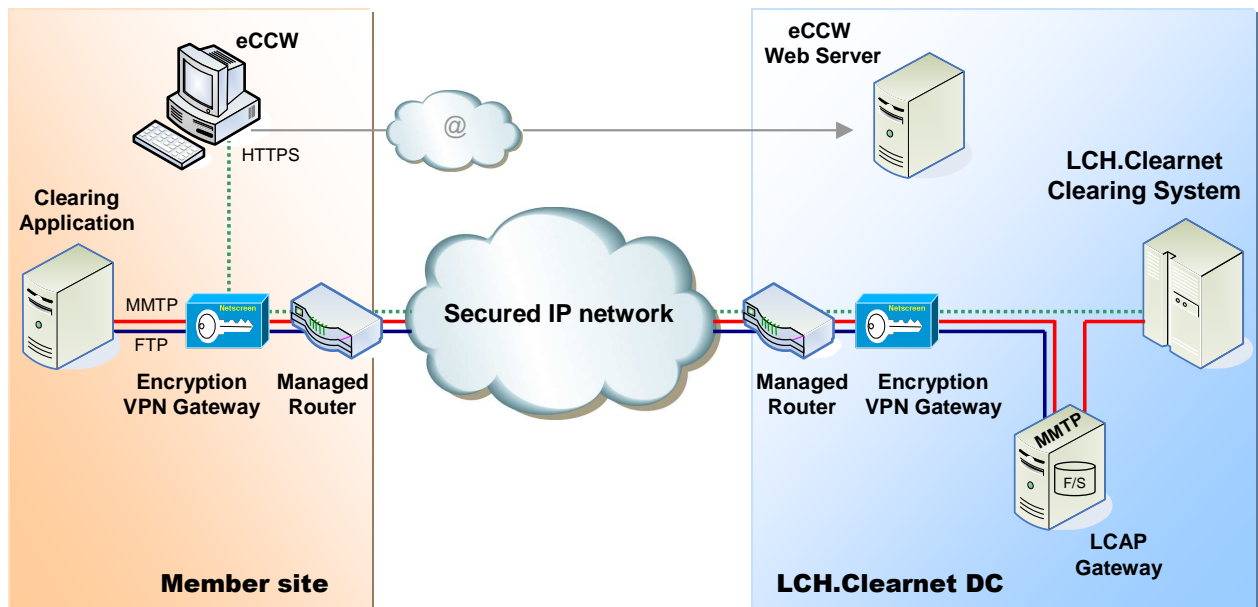 eCCW
HTTPS
Clearing
Application
MMTP
FTP
Netscreen
Encryption
VPN Gateway
Managed
Router
Member site
@
Secured IP network
eCCW
Web Server
LCH.Clearnet
Clearing System
Managed
Router
Netscreen
Encryption
VPN Gateway
MMTP
F/S
LCAP
Gateway
LCH.Clearnet DC